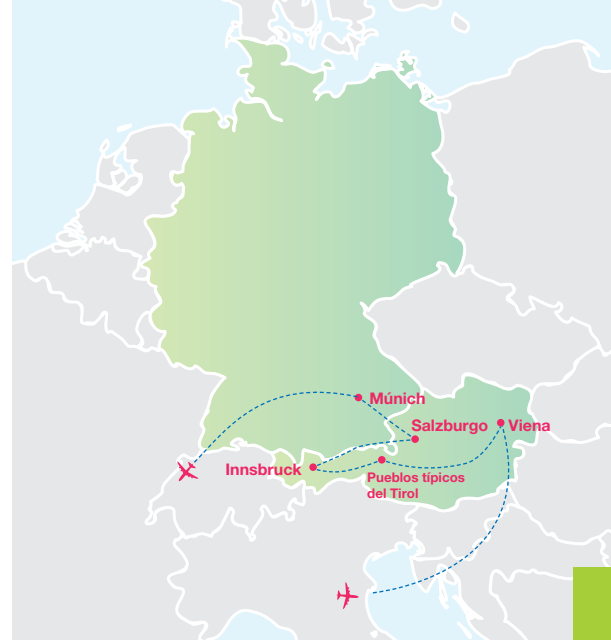 Múnich
Salzburgo
Viena
Innsbruck
Pueblos típicos
del Tirol